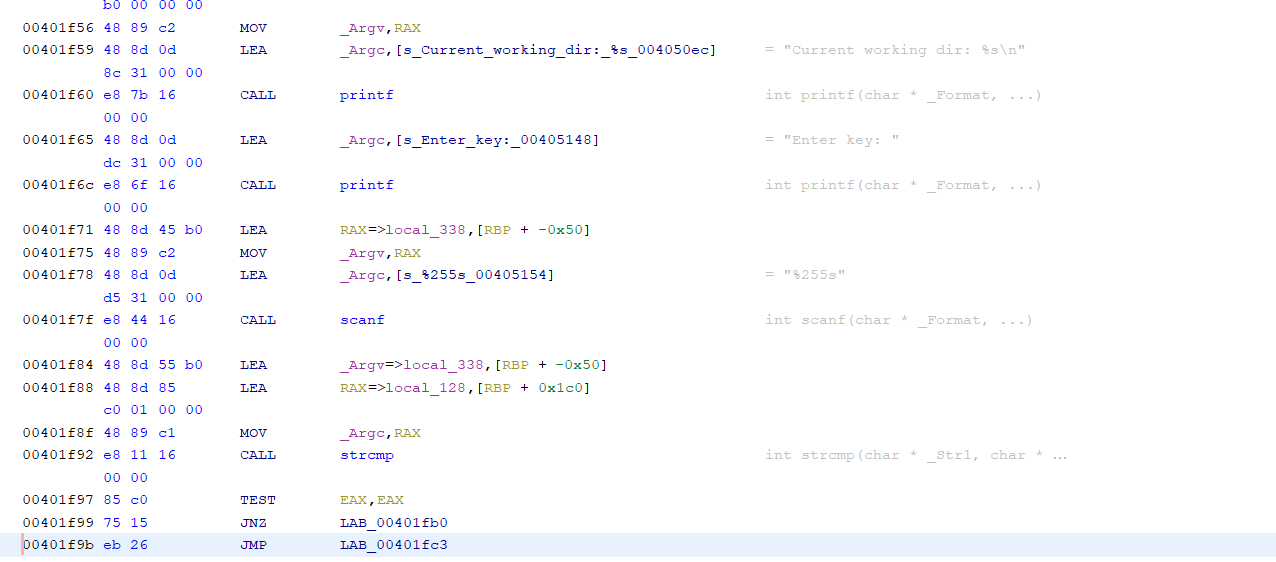 b0 00 00 00
00401f56 48 89 c2 MOV _Argv,RAX
00401f59 48 8d 0d LEA _Argc,[s_Current_working_dir:_%s_004050ec] = "Current working dir: %s\n"
8c 31 00 00
00401f60 e8 7b 16 CALL printf int printf(char * _Format, ...)
00 00
00401f65 48 8d 0d LEA _Argc,[s_Enter_key:_00405148] = "Enter key: "
dc 31 00 00
00401f6c e8 6f 16 CALL printf int printf(char * _Format, ...)
00 00
00401f71 48 8d 45 b0 LEA RAX=>local_338,[RBP + -0x50]
00401f75 48 89 c2 MOV _Argv,RAX
00401f78 48 8d 0d LEA _Argc,[s_%255s_00405154] = "%255s"
d5 31 00 00
00401f7f e8 44 16 CALL scanf int scanf(char * _Format, ...)
00 00
00401f84 48 8d 55 b0 LEA _Argv=>local_338,[RBP + -0x50]
00401f88 48 8d 85 LEA RAX=>local_128,[RBP + 0x1c0]
c0 01 00 00
00401f8f 48 89 c1 MOV _Argc,RAX
00401f92 e8 11 16 CALL strcmp int strcmp(char * _Str1, char * ...
00 00
00401f97 85 c0 TEST EAX,EAX
00401f99 75 15 JNZ LAB_00401fb0
00401f9b eb 26 JMP LAB_00401fc3